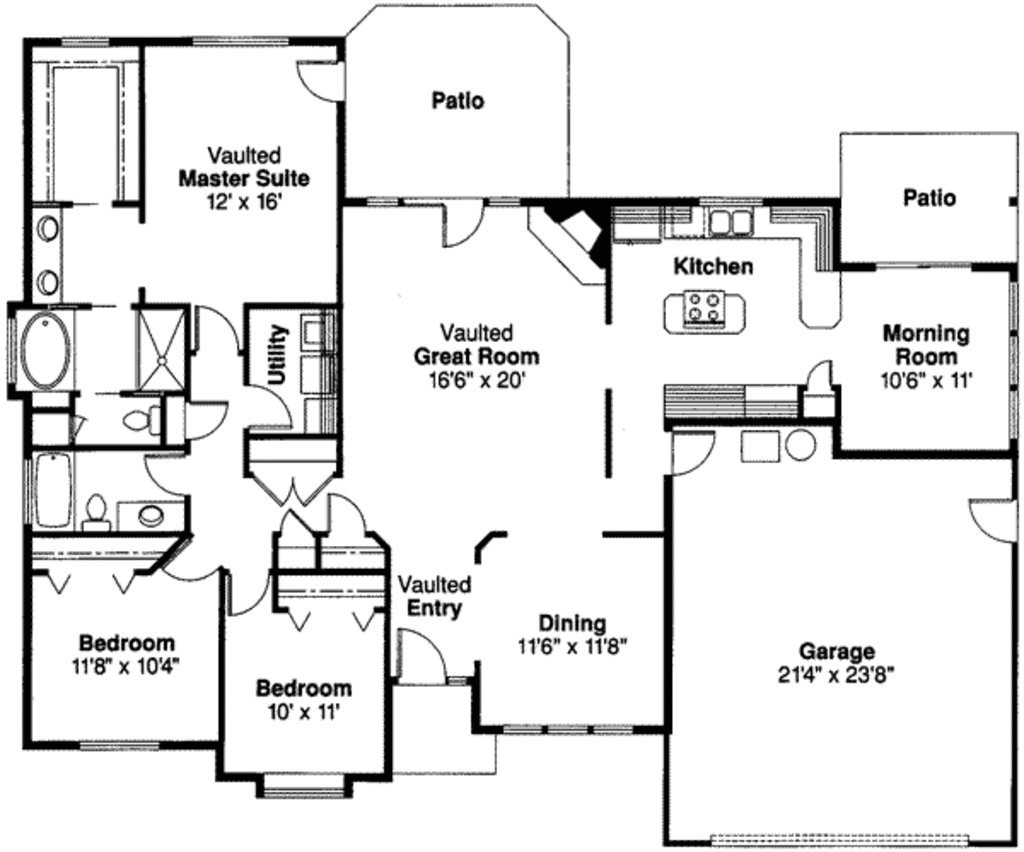 Patio
Vaulted
Master Suite
12' x 16'
Patio
Kitchen
Utility
Vaulted
Great Room
16'6" x 20'
Morning
Room
10'6" x 11'
Vaulted
Entry
Dining
11'6" x 11'8"
Bedroom
11'8" x 10'4"
Bedroom
10' x 11'
Garage
21'4" x 23'8"